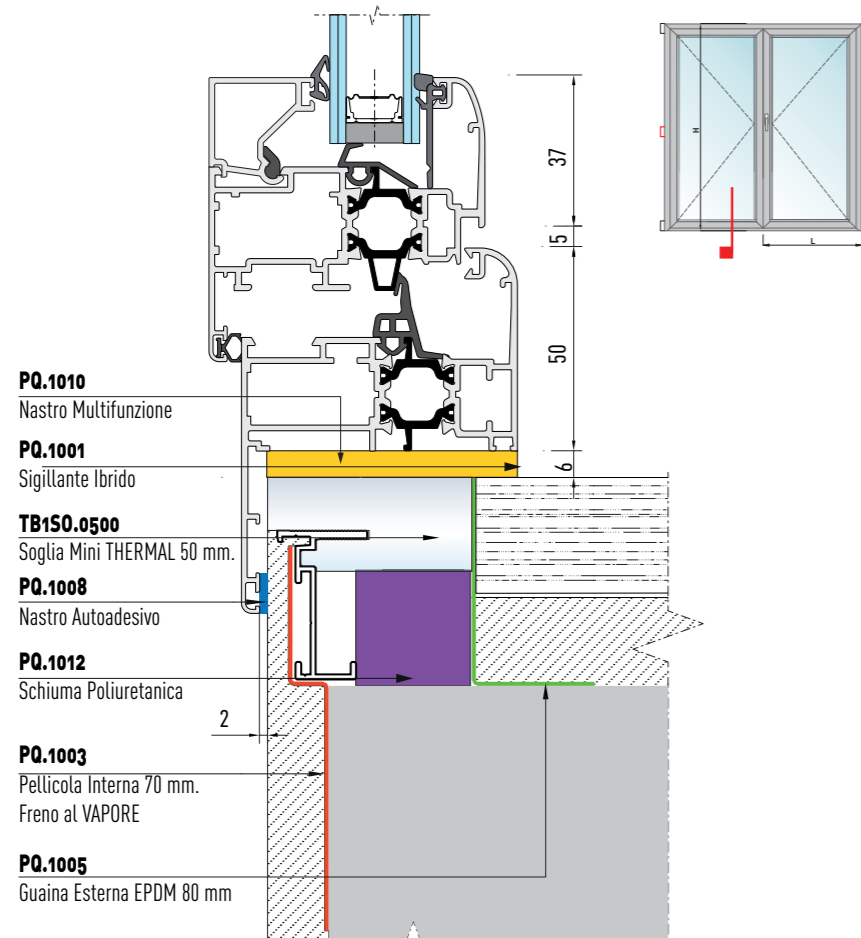 H
L
37
5
50
6
PQ.1010
Nastro Multifunzione
PQ.1001
Sigillante Ibrido
TB1SO.0500
Soglia Mini THERMAL 50 mm.
PQ.1008
Nastro Autoadesivo
PQ.1012
Schiuma Poliuretanica
2
PQ.1003
Pellicola Interna 70 mm.
Freno al VAPORE
PQ.1005
Guaina Esterna EPDM 80 mm